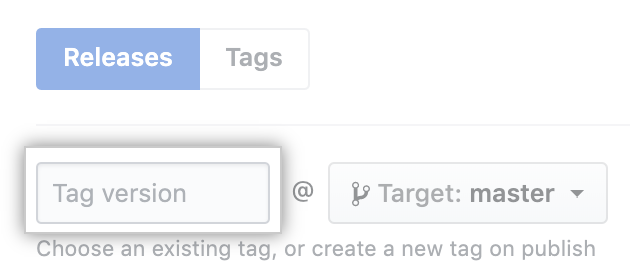 Releases Tags
Tag version @ Target: master
Choose an existing tag, or create a new tag on publish